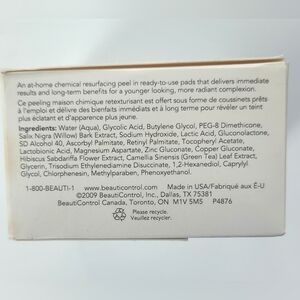 An at-home chemical resurfacing peel in ready-to-use pads that delivers immediate
results and long-term benefits for a younger looking, more radiant complexion.
Ce peeling maison chimique retexturisant est offert sous forme de coussinets prêts
à l'emploi et délivre des bienfaits immédiats et à long terme pour révéler un teint
plus jeune et plus radieux.
Ingredients: Water (Aqua), Glycolic Acid, Butylene Glycol, PEG-8 Dimethicone,
Salix Nigra (Willow) Bark Extract, Sodium Hydroxide, Lactic Acid, Gluconolactone,
SD Alcohol 40, Ascorbyl Palmitate, Retinyl Palmitate, Tocopheryl Acetate,
Lactobionic Acid, Magnesium Aspartate, Zinc Gluconate, Copper Gluconate,
Hibiscus Sabdariffa Flower Extract, Camellia Sinensis (Green Tea) Leaf Extract,
Glycerin, Trisodium Ethylenediamine Disuccinate, 1,2-Hexanediol, Caprylyl
Glycol, Chlorphenesin, Methylparaben, Phenoxyethanol.
1-800-BEAUTI-1 www.beauticontrol.com Made in USA/Fabriqué aux É-U
©2009 BeautiControl, Inc., Dallas, TX 75381
BeautiControl Canada, Toronto, ON M1V 5M5 P4876
Please recycle.
Veuillez recycler.